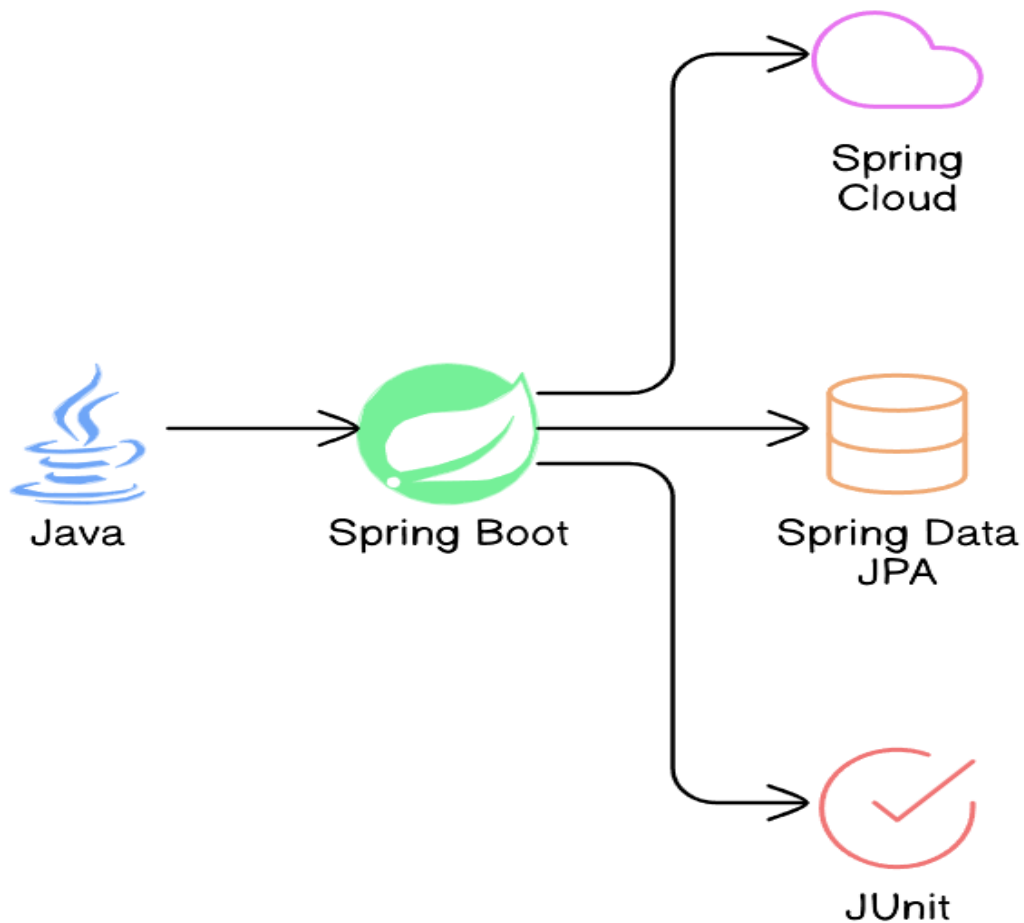 Spring
Cloud
Java
Spring Boot
Spring Data
JPA
JUnit